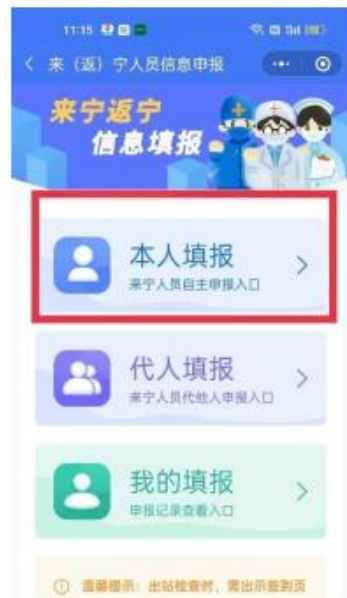 11:15
来（返）宁人员信息申报
来宁返宁
信息填报
本人填报
来宁人员自主申报入口
代人填报
来宁人员代他人申报入口
我的填报
申报记录查看入口
温馨提示：出站检查时，需出示签到页